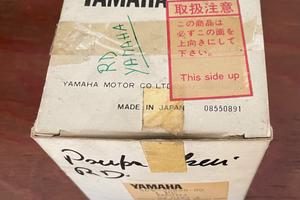 YAMAHA
取扱注意
この商品は
必ずこの面を
上向きにして
下さい。
This side up
RD
YAMAHA
YAMAHA MOTOR CO LTD
MADE IN JAPAN 08550891
RD.
YAMAHA